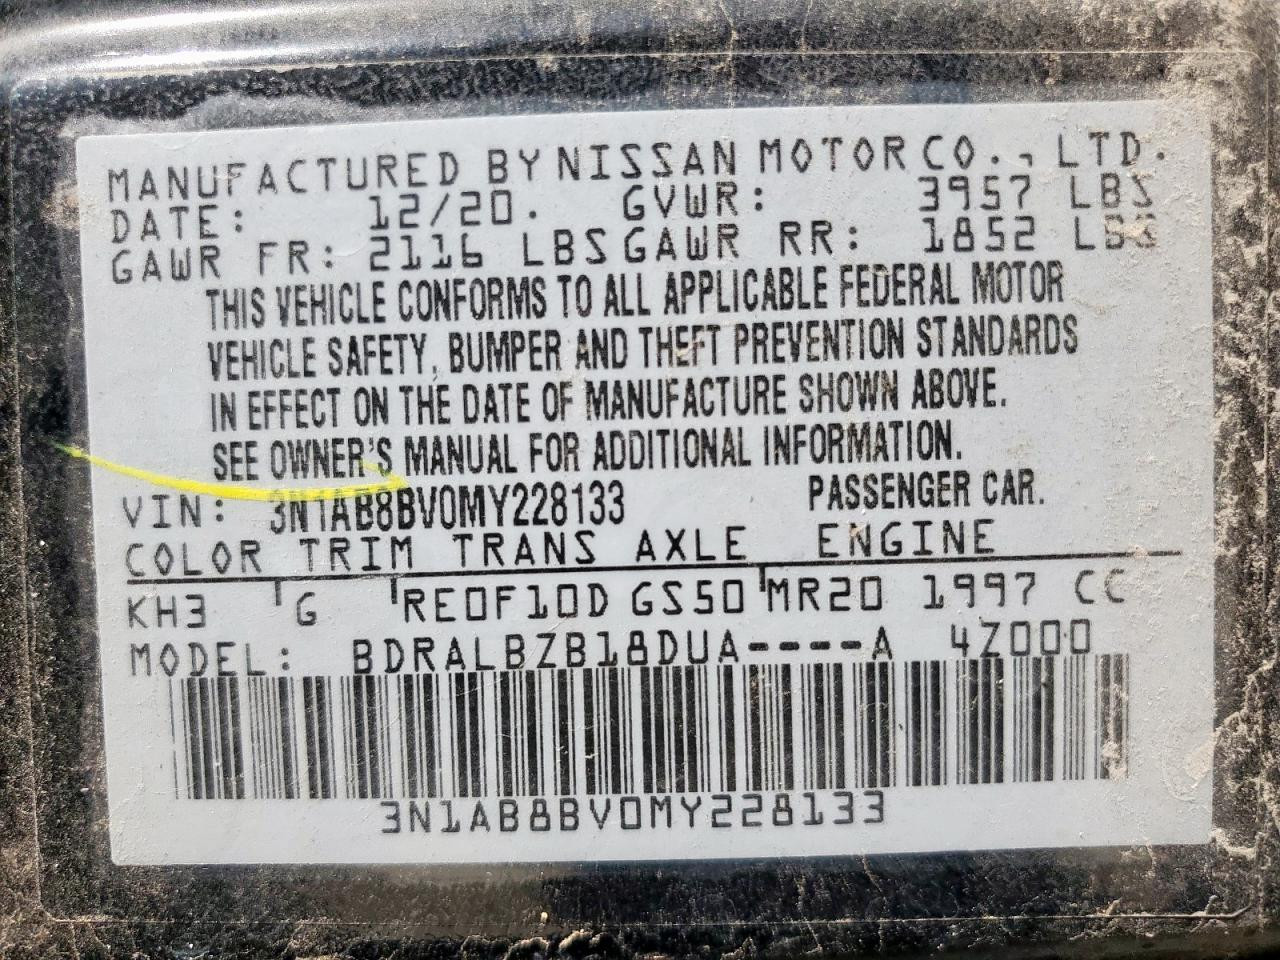 MANUFACTURED BY NISSAN MOTOR CO., LTD.
DATE: 12/20. GVWR: 3957 LBS
GAWR FR: 2116 LBS GAWR RR: 1852 LBS
THIS VEHICLE CONFORMS TO ALL APPLICABLE FEDERAL MOTOR
VEHICLE SAFETY, BUMPER AND THEFT PREVENTION STANDARDS
IN EFFECT ON THE DATE OF MANUFACTURE SHOWN ABOVE.
SEE OWNER'S MANUAL FOR ADDITIONAL INFORMATION.
VIN: 3N1AB8BV0MY228133 PASSENGER CAR.
COLOR TRIM TRANS AXLE ENGINE
KH3 G RE0F10D GS50 MR20 1997 CC
MODEL: BDRALBZB18DUA----A 4Z000
3N1AB8BV0MY228133